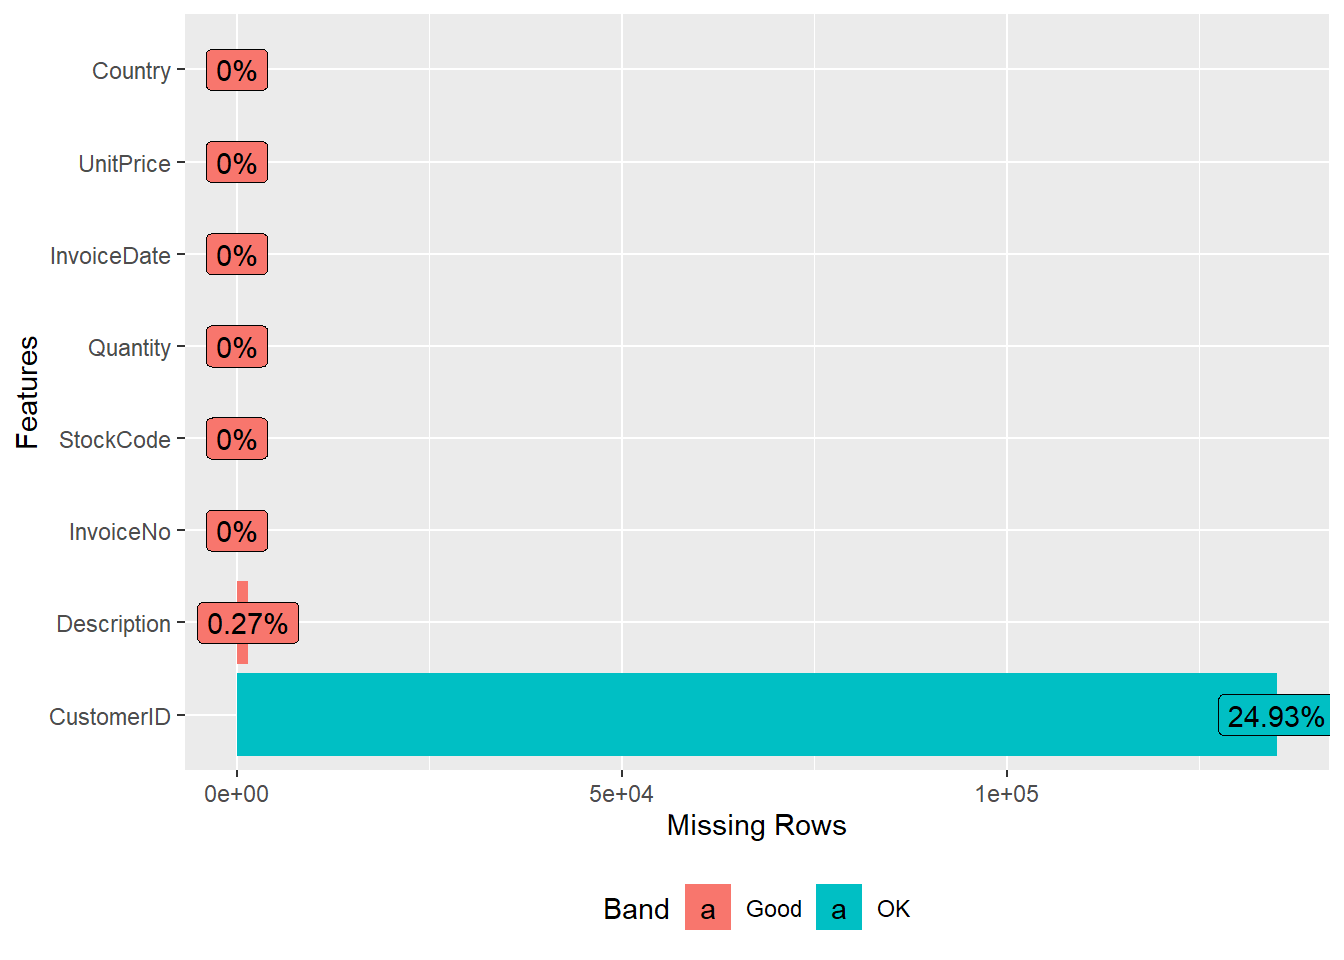 Country 0%
UnitPrice 0%
InvoiceDate 0%
Quantity 0%
Features
StockCode 0%
InvoiceNo 0%
Description 0.27%
CustomerID 24.93%
0e+00 5e+04 1e+05
Missing Rows
Band a Good a OK